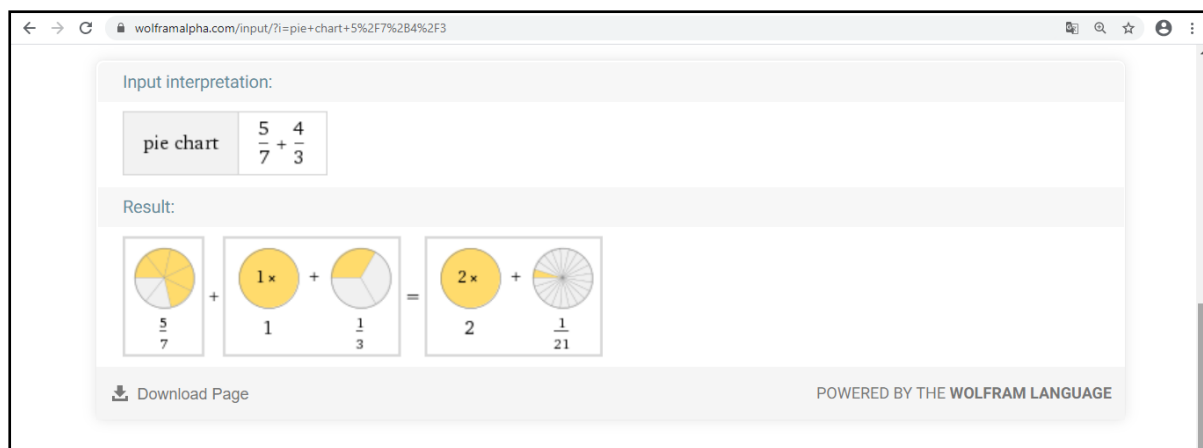 wolframalpha.com/input/?i=pie+chart+5%2F7%2B4%2F3
Input interpretation:
pie chart 5/7 + 4/3
Result:
1 × + 2 × +
5/7 + 1 1/3 = 2 1/21
Download Page POWERED BY THE WOLFRAM LANGUAGE